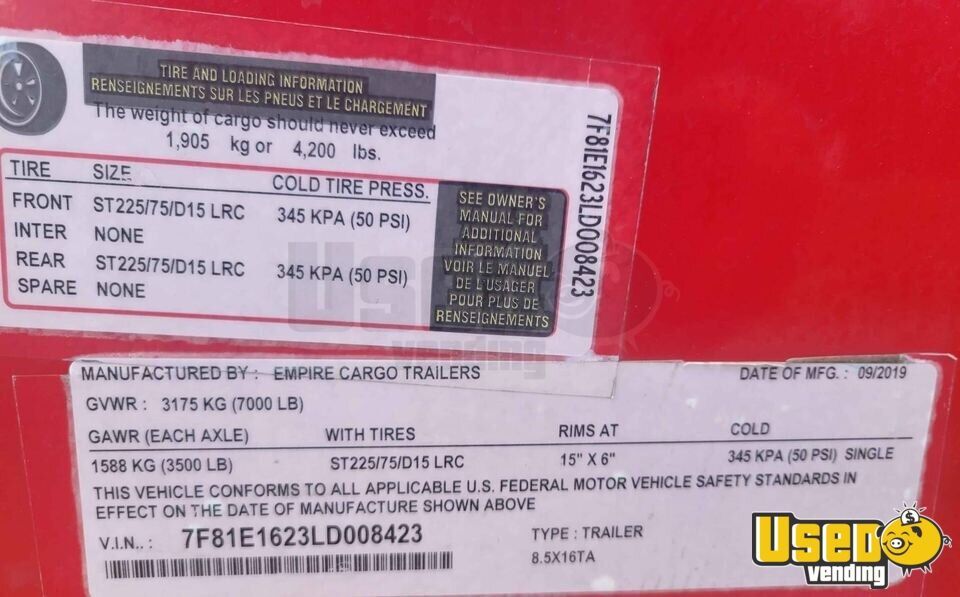 TIRE AND LOADING INFORMATION
RENSEIGNEMENTS SUR LES PNEUS ET LE CHARGEMENT
The weight of cargo should never exceed
1,905 kg or 4,200 lbs.
TIRE SIZE COLD TIRE PRESS.
FRONT ST225/75/D15 LRC 345 KPA (50 PSI)
INTER NONE
REAR ST225/75/D15 LRC 345 KPA (50 PSI)
SPARE NONE
SEE OWNER'S
MANUAL FOR
ADDITIONAL
INFORMATION
VOIR LE MANUEL
DE L'USAGER
POUR PLUS DE
RENSEIGNEMENTS
7F81E1623LD008423
USED
vending
MANUFACTURED BY : EMPIRE CARGO TRAILERS DATE OF MFG. : 09/2019
GVWR : 3175 KG (7000 LB)
GAWR (EACH AXLE) WITH TIRES RIMS AT COLD
1588 KG (3500 LB) ST225/75/D15 LRC 15" X 6" 345 KPA (50 PSI) SINGLE
THIS VEHICLE CONFORMS TO ALL APPLICABLE U.S. FEDERAL MOTOR VEHICLE SAFETY STANDARDS IN
EFFECT ON THE DATE OF MANUFACTURE SHOWN ABOVE
V.I.N.. : 7F81E1623LD008423 TYPE : TRAILER
8.5X16TA
USED
vending